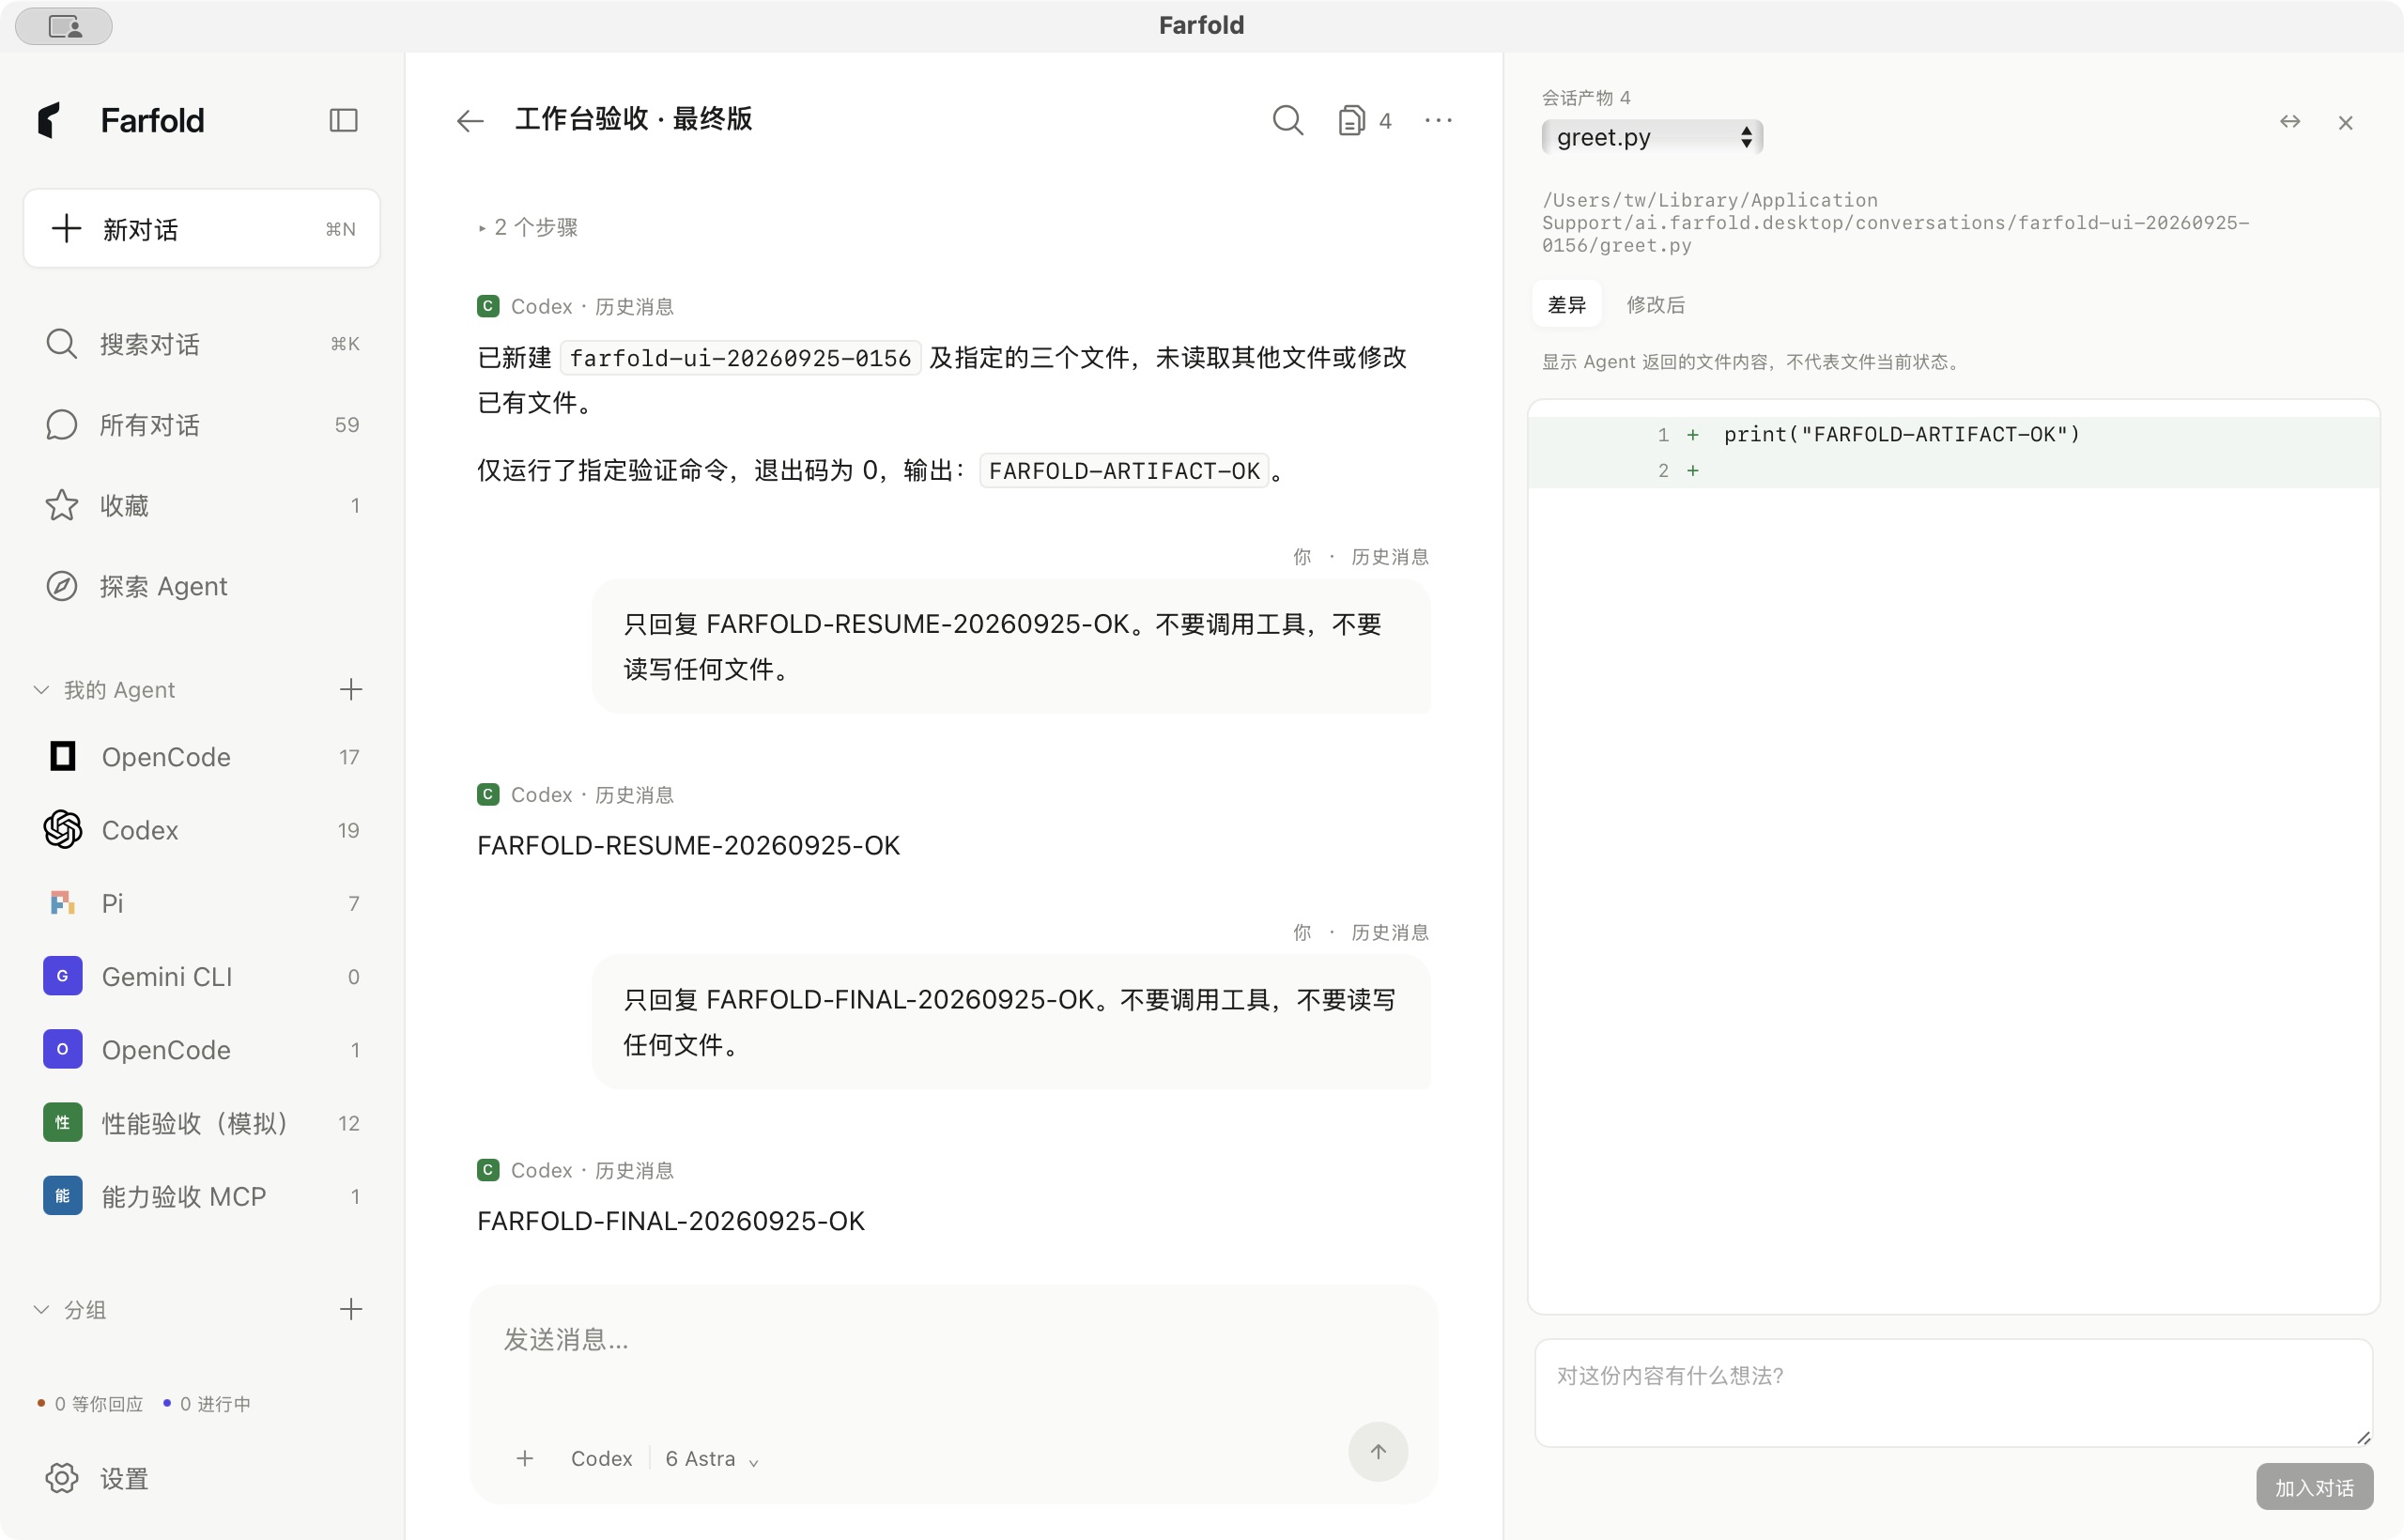 Farfold
Farfold
新对话 ⌘N
搜索对话 ⌘K
所有对话 59
收藏 1
探索 Agent
我的 Agent
OpenCode 17
Codex 19
Pi 7
G Gemini CLI 0
O OpenCode 1
性 性能验收（模拟） 12
能 能力验收 MCP 1
分组
0 等你回应 0 进行中
设置
工作台验收 · 最终版 4
2 个步骤
C Codex · 历史消息
已新建 farfold-ui-20260925-0156 及指定的三个文件，未读取其他文件或修改
已有文件。
仅运行了指定验证命令，退出码为 0，输出： FARFOLD-ARTIFACT-OK 。
你 · 历史消息
只回复 FARFOLD-RESUME-20260925-OK。不要调用工具，不要
读写任何文件。
C Codex · 历史消息
FARFOLD-RESUME-20260925-OK
你 · 历史消息
只回复 FARFOLD-FINAL-20260925-OK。不要调用工具，不要读写
任何文件。
C Codex · 历史消息
FARFOLD-FINAL-20260925-OK
发送消息...
Codex 6 Astra
会话产物 4
greet.py
/Users/tw/Library/Application
Support/ai.farfold.desktop/conversations/farfold-ui-20260925-
0156/greet.py
差异 修改后
显示 Agent 返回的文件内容，不代表文件当前状态。
1 + print("FARFOLD-ARTIFACT-OK")
2 +
对这份内容有什么想法?
加入对话